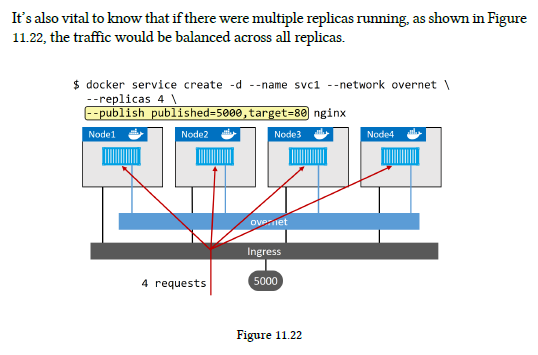 It’s also vital to know that if there were multiple replicas running, as shown in Figure
11.22, the traffic would be balanced across all replicas.
$ docker service create -d --name svc1 --network overnet \
--replicas 4 \
--publish published=5000,target=80 nginx
Node1
Node2
Node3
Node4
overnet
Ingress
4 requests
5000
Figure 11.22